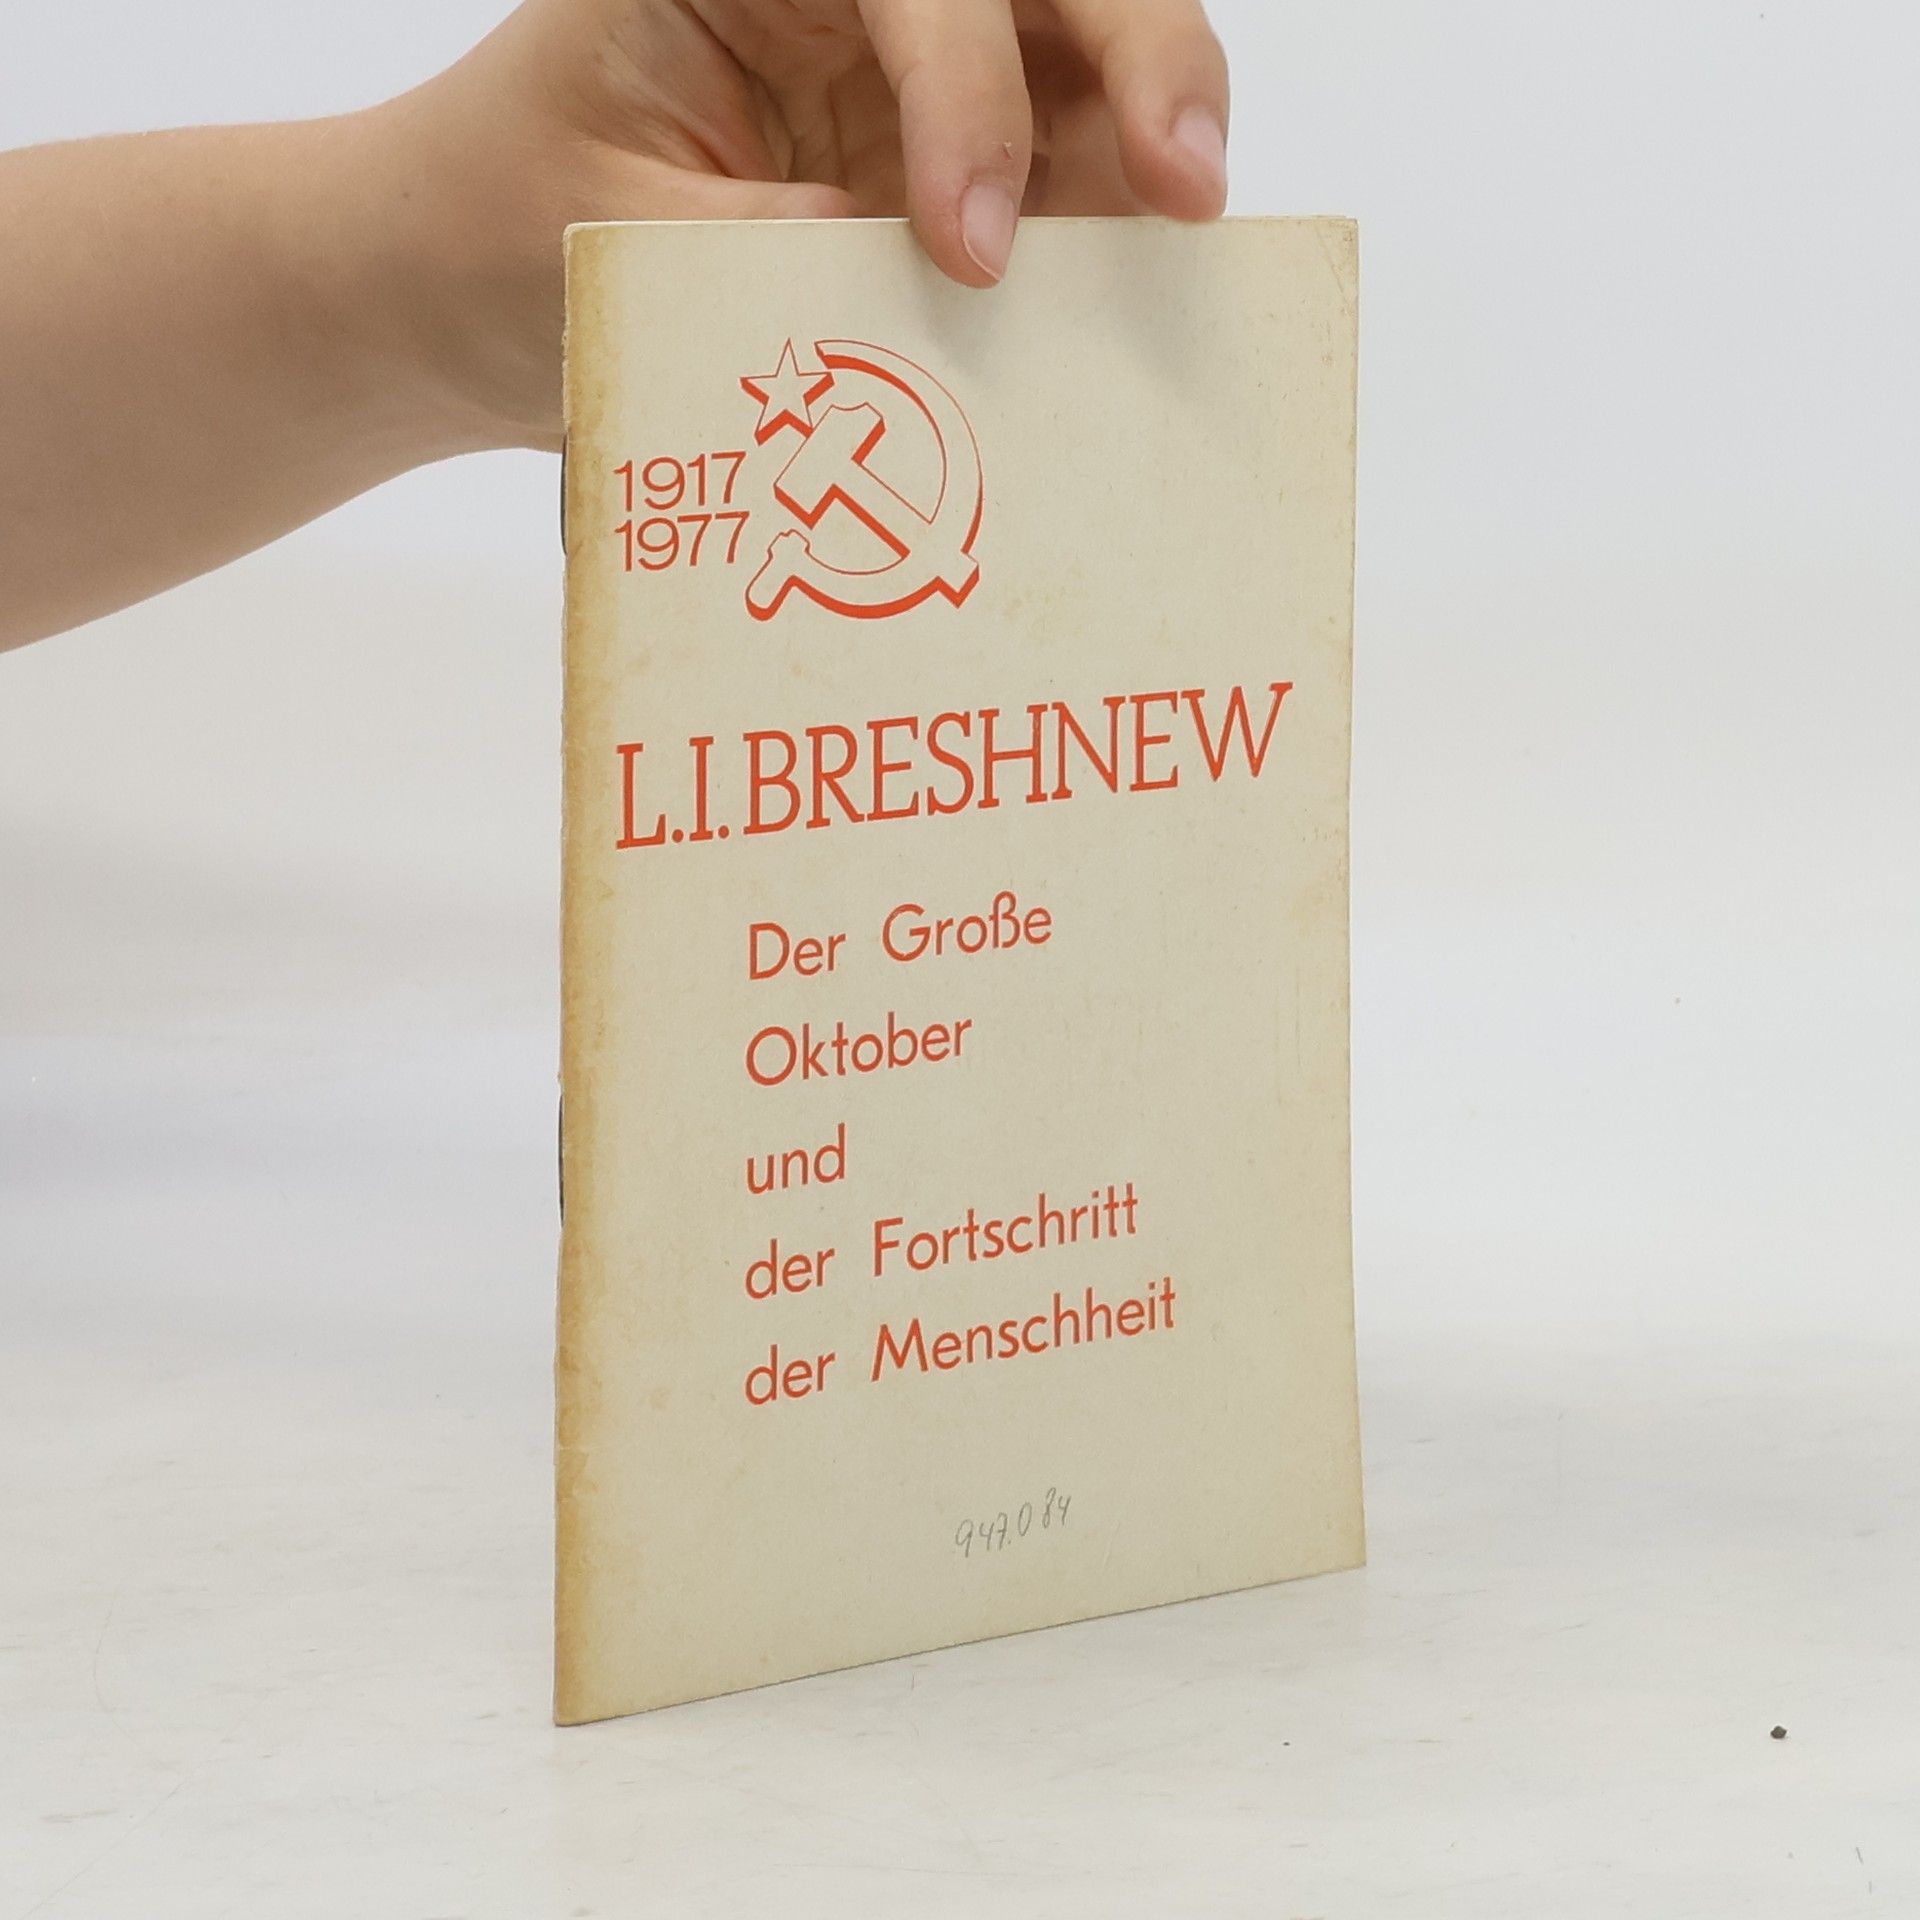 1917
1977
L.I. BRESHNEW
Der Große
Oktober
und
der Fortschritt
der Menschheit
947.084